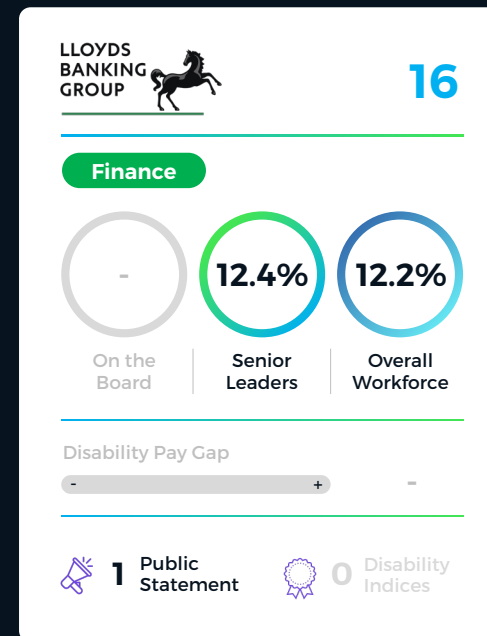 LLOYDS
BANKING
GROUP
16
Finance
-
12.4%
12.2%
On the
Board
Senior
Leaders
Overall
Workforce
Disability Pay Gap
- +
-
1 Public
Statement
0 Disability
Indices